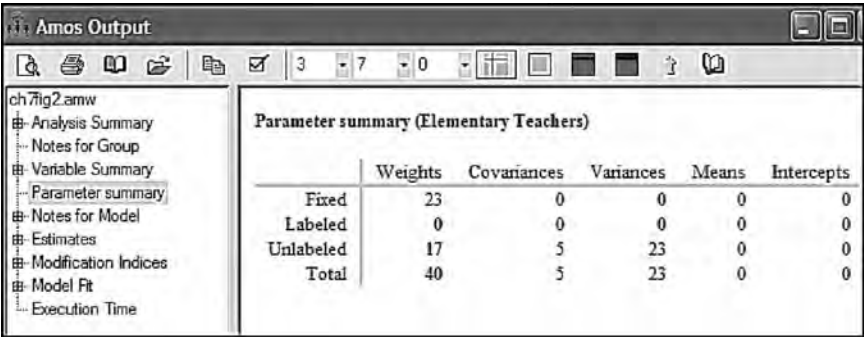 Amos Output
3 7 0
ch7fig2.amw
Analysis Summary
Notes for Group
Variable Summary
Parameter summary
Notes for Model
Estimates
Modification Indices
Model Fit
Execution Time
Parameter summary (Elementary Teachers)
Weights Covariances Variances Means Intercepts
Fixed 23 0 0 0 0
Labeled 0 0 0 0 0
Unlabeled 17 5 23 0 0
Total 40 5 23 0 0